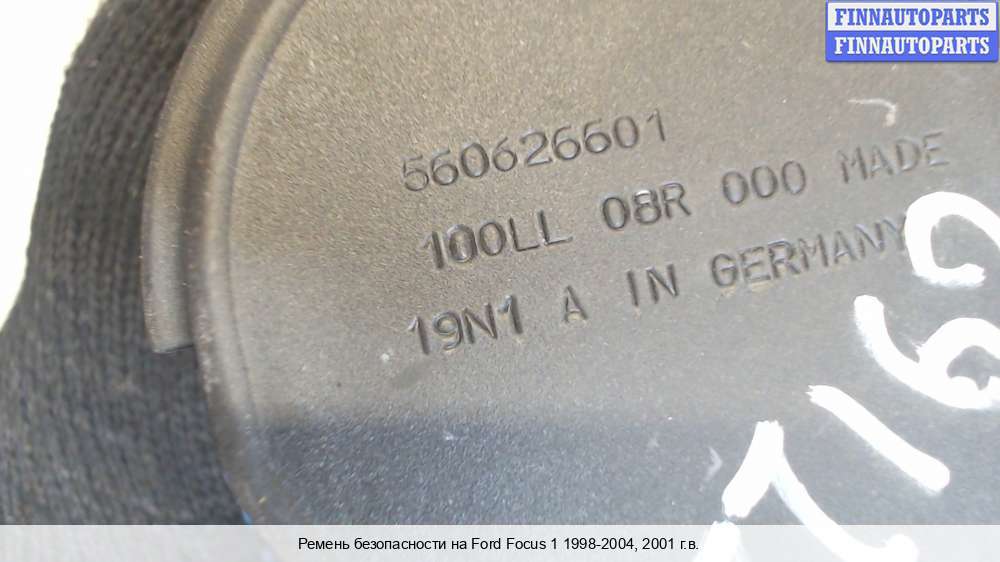 FINNAUTOPARTS
FINNAUTOPARTS
560626601
100LL 08R 000 MADE
19N1 A IN GERMANY
Ремень безопасности на Ford Focus 1 1998-2004, 2001 г.в.